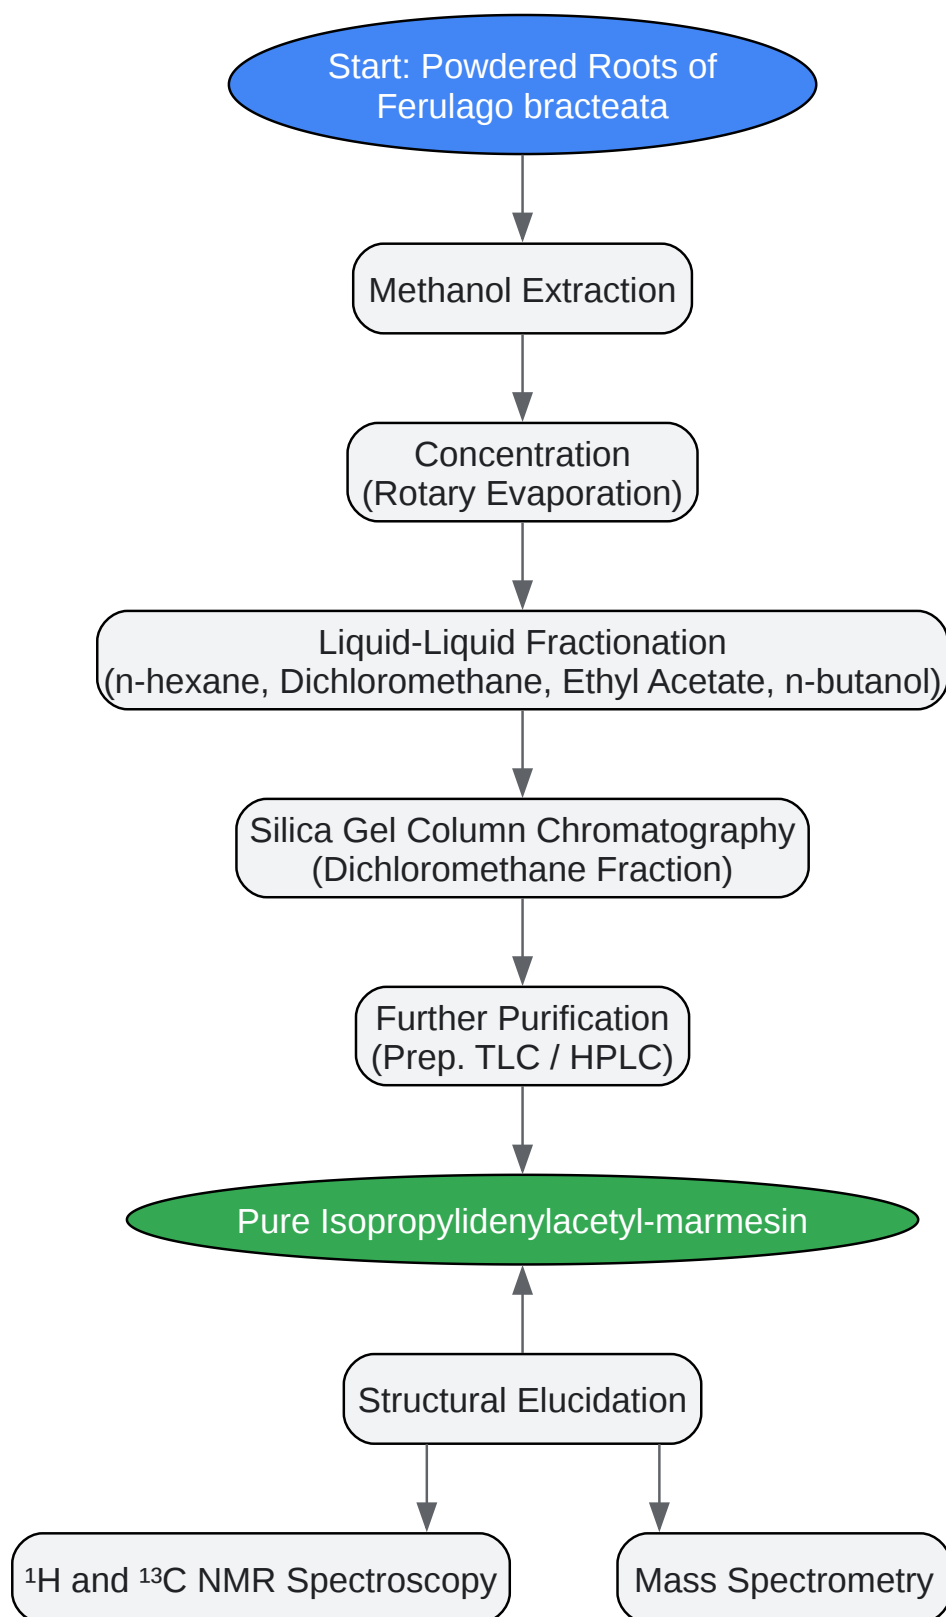 Start: Powdered Roots of
Ferulago bracteata
Methanol Extraction
Concentration
(Rotary Evaporation)
Liquid-Liquid Fractionation
(n-hexane, Dichloromethane, Ethyl Acetate, n-butanol)
Silica Gel Column Chromatography
(Dichloromethane Fraction)
Further Purification
(Prep. TLC / HPLC)
Pure Isopropylidenylacetyl-marmesin
Structural Elucidation
¹H and ¹³C NMR Spectroscopy
Mass Spectrometry